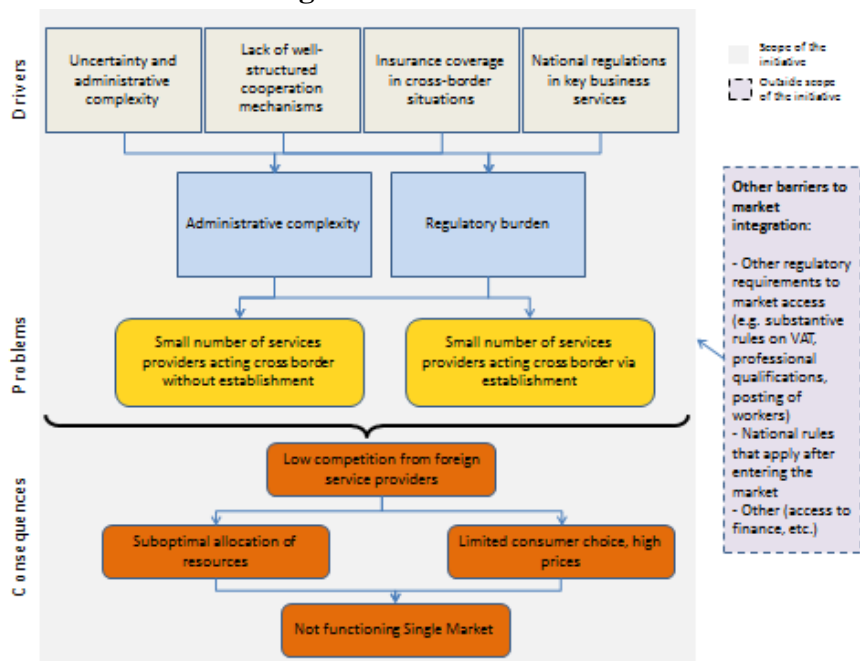 Drivers
Uncertainty and
administrative
complexity
Lack of well-
structured
cooperation
mechanisms
Insurance coverage
in cross-border
situations
National regulations
in key business
services
Scope of the
initiative
Outside scope
of the initiative
Administrative complexity
Regulatory burden
Problems
Small number of services
providers acting cross border
without establishment
Small number of services
providers acting cross border via
establishment
Other barriers to
market
integration:
- Other regulatory
requirements to
market access
(e.g. substantive
rules on VAT,
professional
qualifications,
posting of
workers)
- National rules
that apply after
entering the
market
- Other (access to
finance, etc.)
Consequences
Low competition from foreign
service providers
Suboptimal allocation of
resources
Limited consumer choice, high
prices
Not functioning Single Market